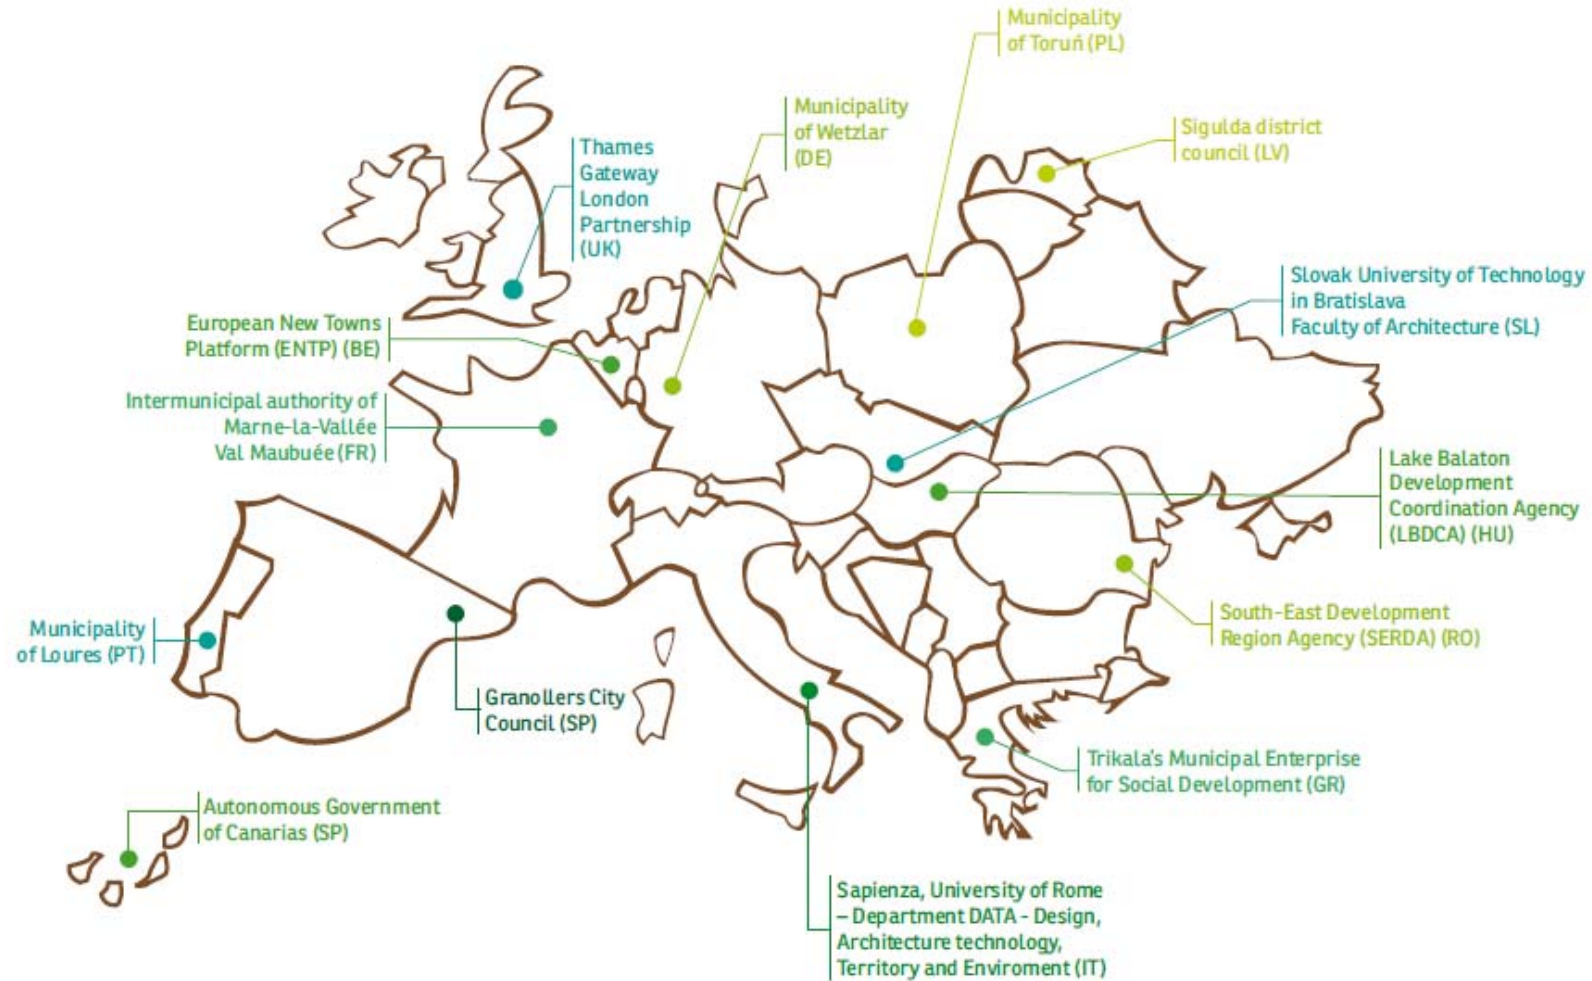 Municipality
of Toruń (PL)
Municipality
of Wetzlar
(DE)
Sigulda district
council (LV)
Thames
Gateway
London
Partnership
(UK)
Slovak University of Technology
in Bratislava
Faculty of Architecture (SL)
European New Towns
Platform (ENTP) (BE)
Intermunicipal authority of
Marne-la-Vallée
Val Maubuée (FR)
Lake Balaton
Development
Coordination Agency
(LBDCA) (HU)
South-East Development
Region Agency (SERDA) (RO)
Municipality
of Loures (PT)
Granollers City
Council (SP)
Trikala's Municipal Enterprise
for Social Development (GR)
Autonomous Government
of Canarias (SP)
Sapienza, University of Rome
– Department DATA - Design,
Architecture technology,
Territory and Enviroment (IT)